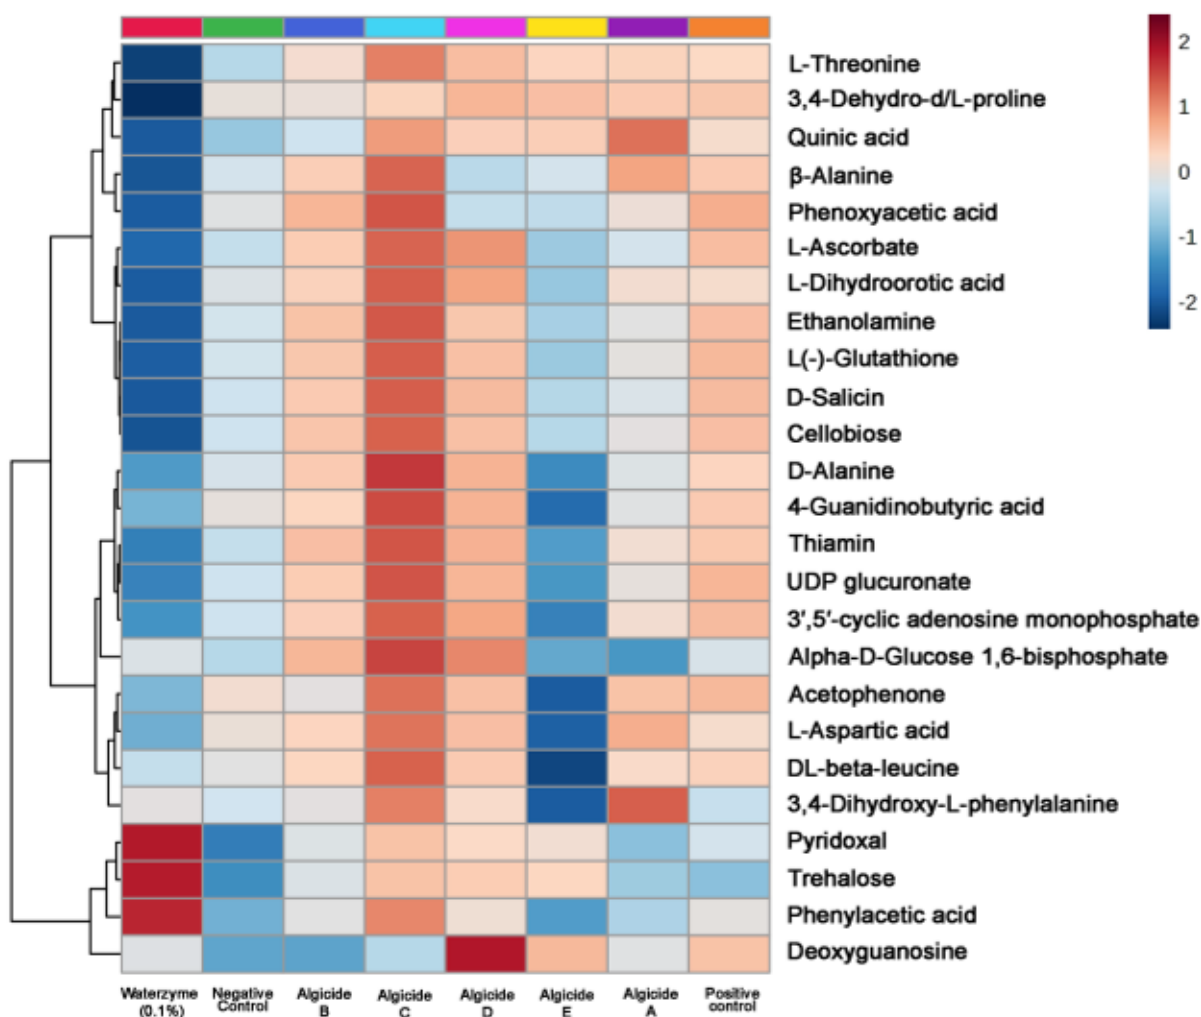 2
1
0
-1
-2
L-Threonine
3,4-Dehydro-d/L-proline
Quinic acid
β-Alanine
Phenoxyacetic acid
L-Ascorbate
L-Dihydroorotic acid
Ethanolamine
L(-)-Glutathione
D-Salicin
Cellobiose
D-Alanine
4-Guanidinobutyric acid
Thiamin
UDP glucuronate
3′,5′-cyclic adenosine monophosphate
Alpha-D-Glucose 1,6-bisphosphate
Acetophenone
L-Aspartic acid
DL-beta-leucine
3,4-Dihydroxy-L-phenylalanine
Pyridoxal
Trehalose
Phenylacetic acid
Deoxyguanosine
Waterzyme
(0.1%)
Negative
Control
Algicide
B
Algicide
C
Algicide
D
Algicide
E
Algicide
A
Positive
control